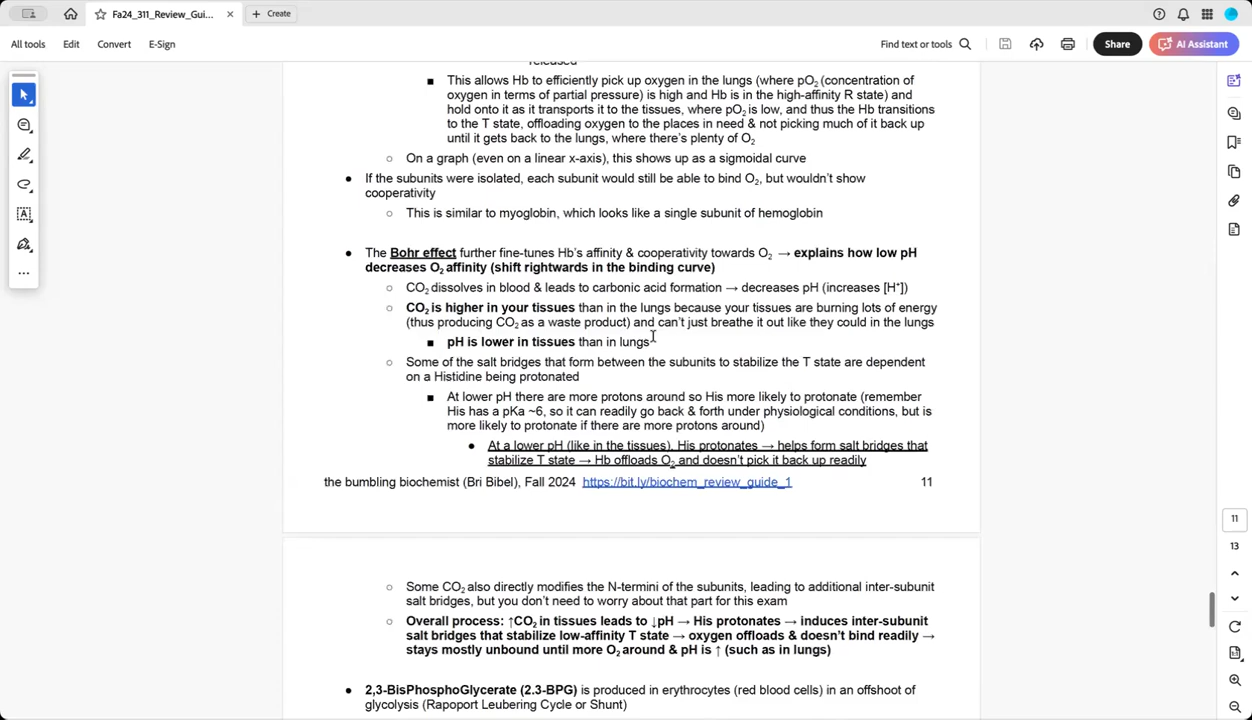 Fa24_311_Review_Gui...
Create
All tools Edit Convert E-Sign
Find text or tools
Share
AI Assistant
released
■ This allows Hb to efficiently pick up oxygen in the lungs (where pO₂ (concentration of
oxygen in terms of partial pressure) is high and Hb is in the high-affinity R state) and
hold onto it as it transports it to the tissues, where pO₂ is low, and thus the Hb transitions
to the T state, offloading oxygen to the places in need & not picking much of it back up
until it gets back to the lungs, where there's plenty of O₂
○ On a graph (even on a linear x-axis), this shows up as a sigmoidal curve
● If the subunits were isolated, each subunit would still be able to bind O₂, but wouldn't show
cooperativity
○ This is similar to myoglobin, which looks like a single subunit of hemoglobin
● The Bohr effect further fine-tunes Hb's affinity & cooperativity towards O₂ → explains how low pH
decreases O₂ affinity (shift rightwards in the binding curve)
○ CO₂ dissolves in blood & leads to carbonic acid formation → decreases pH (increases [H⁺])
○ CO₂ is higher in your tissues than in the lungs because your tissues are burning lots of energy
(thus producing CO₂ as a waste product) and can't just breathe it out like they could in the lungs
■ pH is lower in tissues than in lungs
○ Some of the salt bridges that form between the subunits to stabilize the T state are dependent
on a Histidine being protonated
■ At lower pH there are more protons around so His more likely to protonate (remember
His has a pKa ~6, so it can readily go back & forth under physiological conditions, but is
more likely to protonate if there are more protons around)
● At a lower pH (like in the tissues), His protonates → helps form salt bridges that
stabilize T state → Hb offloads O₂ and doesn't pick it back up readily
the bumbling biochemist (Bri Bibel), Fall 2024 https://bit.ly/biochem_review_guide_1 11
11
13
○ Some CO₂ also directly modifies the N-termini of the subunits, leading to additional inter-subunit
salt bridges, but you don't need to worry about that part for this exam
○ Overall process: ↑CO₂ in tissues leads to ↓pH → His protonates → induces inter-subunit
salt bridges that stabilize low-affinity T state → oxygen offloads & doesn't bind readily →
stays mostly unbound until more O₂ around & pH is ↑ (such as in lungs)
● 2,3-BisPhosphoGlycerate (2.3-BPG) is produced in erythrocytes (red blood cells) in an offshoot of
glycolysis (Rapoport Leubering Cycle or Shunt)